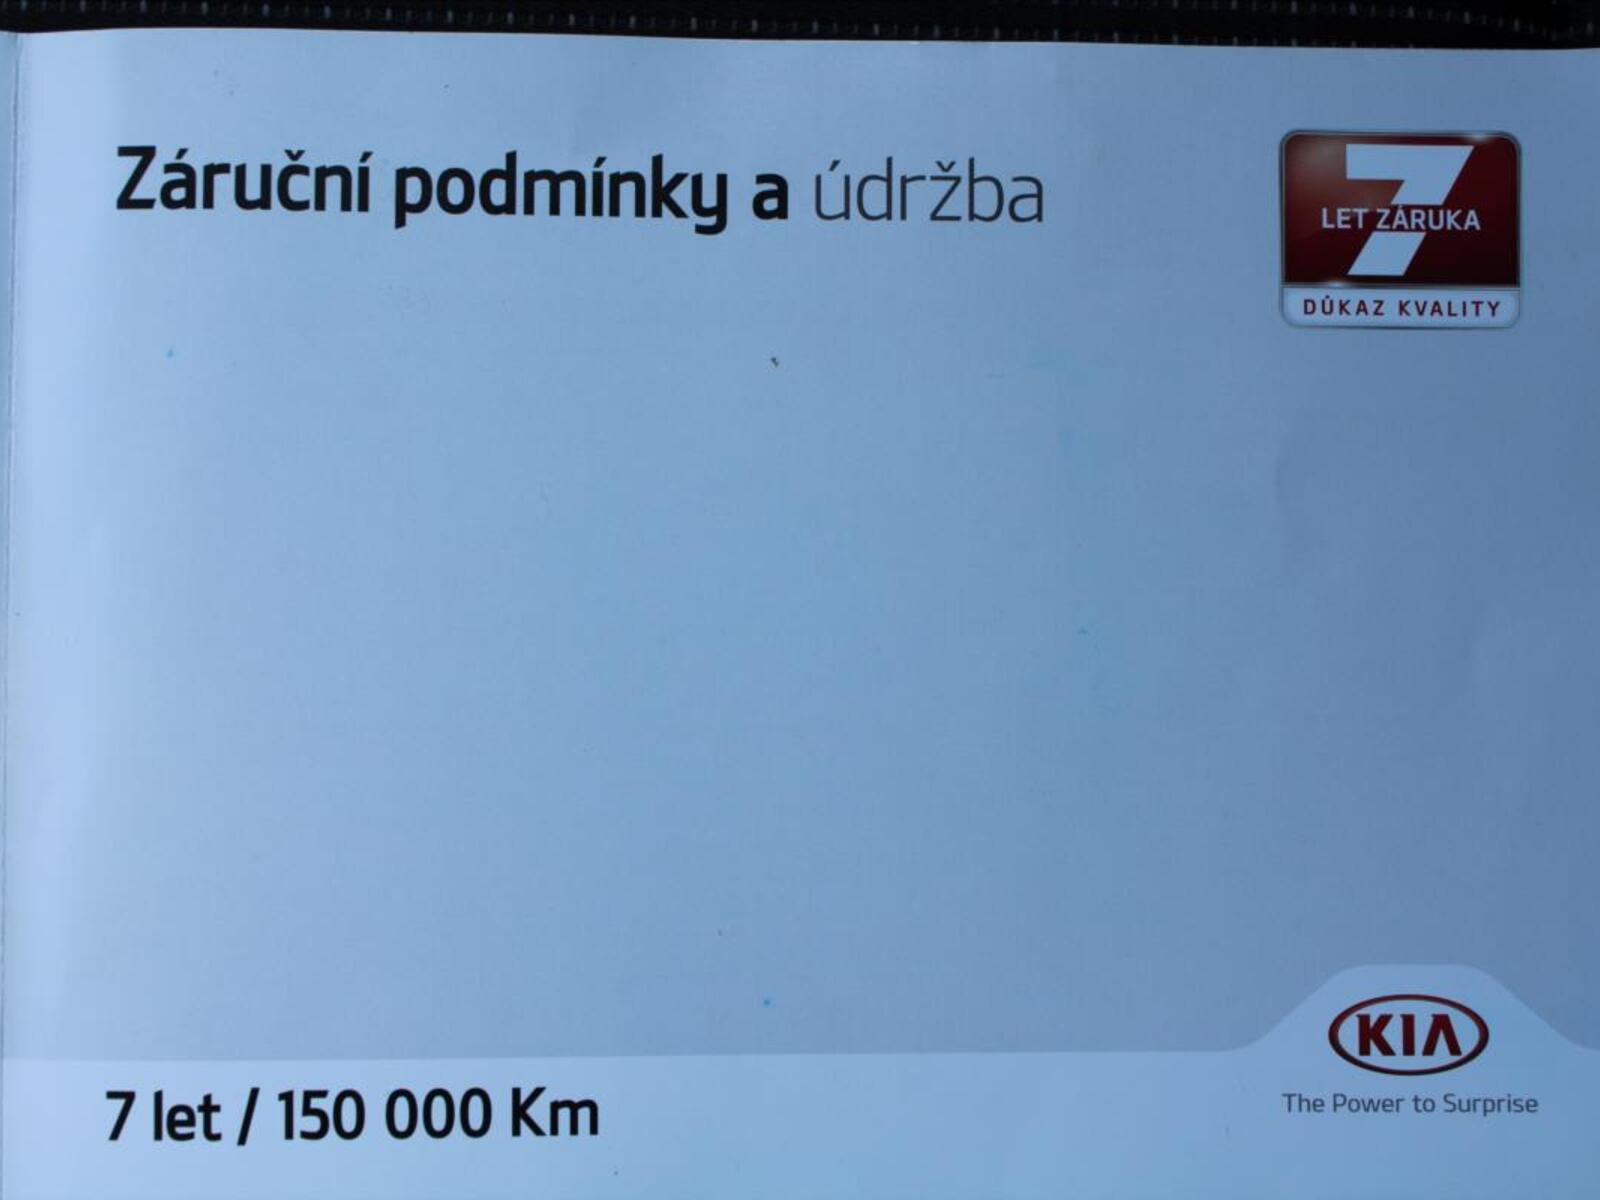 Záruční podmínky a údržba
7
LET ZÁRUKA
DŮKAZ KVALITY
7 let / 150 000 Km
KIA
The Power to Surprise